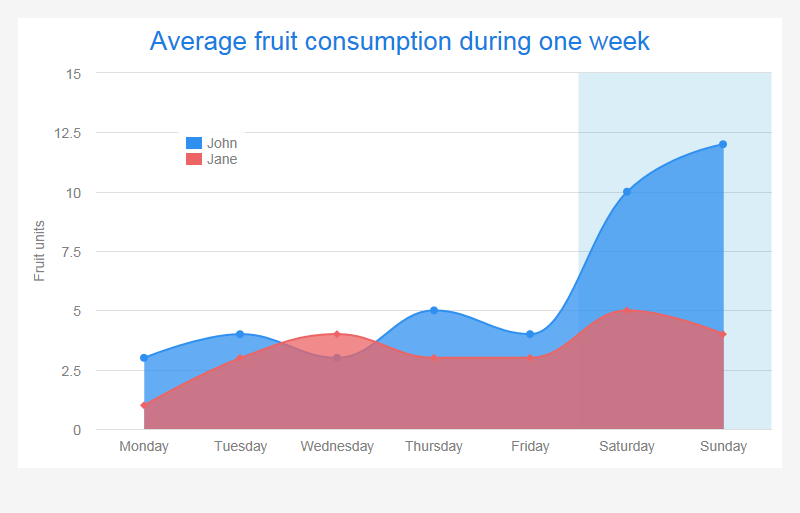 Average fruit consumption during one week
15
12.5
10
7.5
5
2.5
0
Fruit units
John
Jane
Monday Tuesday Wednesday Thursday Friday Saturday Sunday